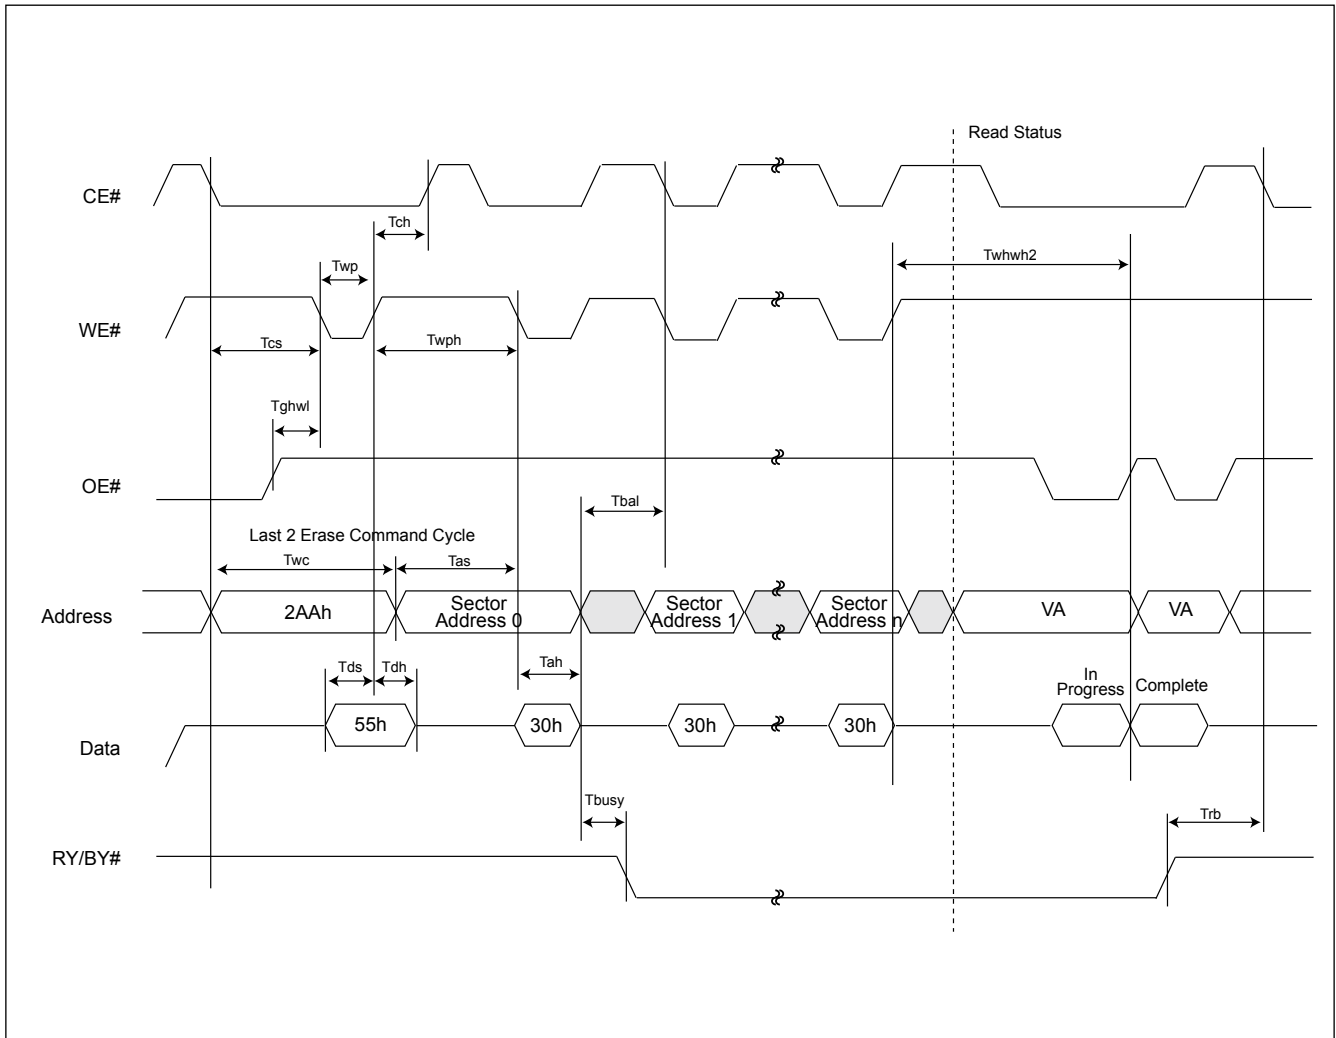 Read Status
CE#
Tch
Twhwh2
Twp
WE#
Tcs
Twph
Tghwl
OE#
Tbal
Last 2 Erase Command Cycle
Twc
Tas
Address
2AAh
Sector
Address 0
Sector
Address 1
Sector
Address n
VA
VA
Tds
Tdh
Tah
In
Progress
Complete
Data
55h
30h
30h
30h
Tbusy
Trb
RY/BY#